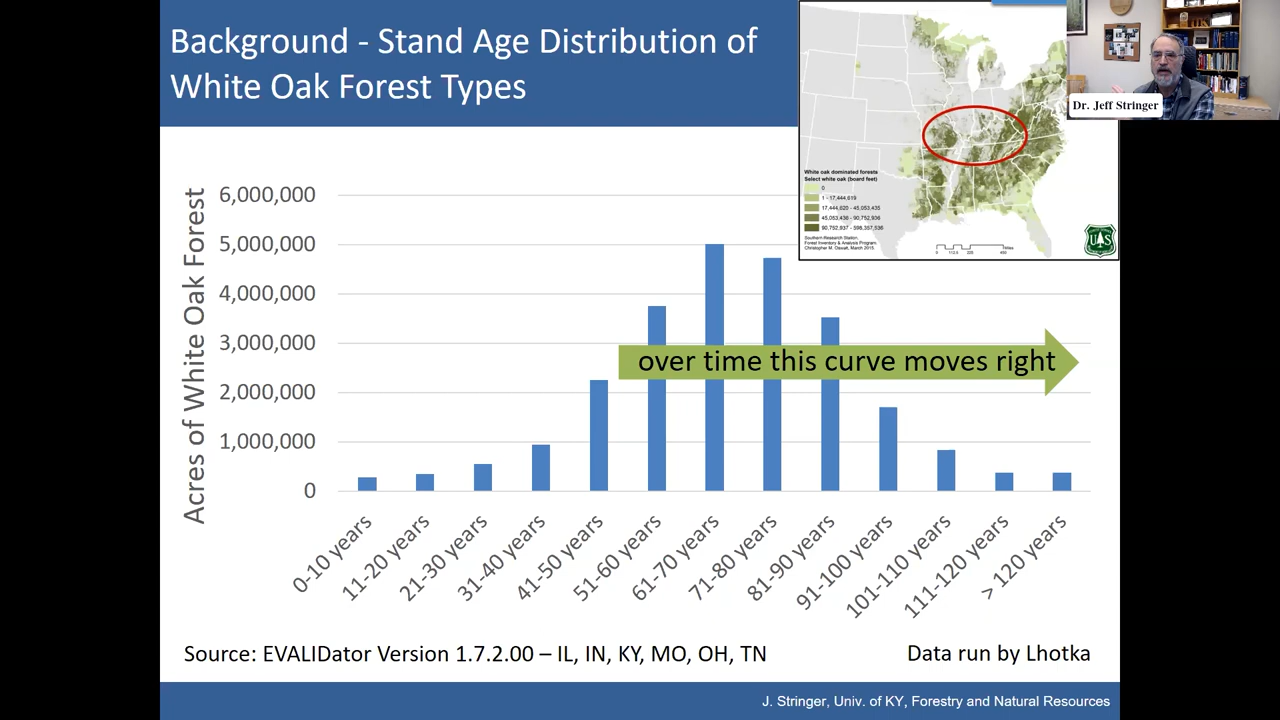 Background - Stand Age Distribution of
White Oak Forest Types
Dr. Jeff Stringer
White oak dominated forests
Select white oak (board feet)
0
1 - 17,444,619
17,444,620 - 45,053,435
45,053,436 - 90,752,936
90,752,937 - 598,357,536
Southern Research Station,
Forest Inventory & Analysis Program,
Christopher M. Oswalt, March 2015.
Miles
UAS
Acres of White Oak Forest
6,000,000
5,000,000
4,000,000
3,000,000
2,000,000
1,000,000
0
over time this curve moves right
0-10 years
11-20 years
21-30 years
31-40 years
41-50 years
51-60 years
61-70 years
71-80 years
81-90 years
91-100 years
101-110 years
111-120 years
> 120 years
Source: EVALIDator Version 1.7.2.00 – IL, IN, KY, MO, OH, TN
Data run by Lhotka
J. Stringer, Univ. of KY, Forestry and Natural Resources